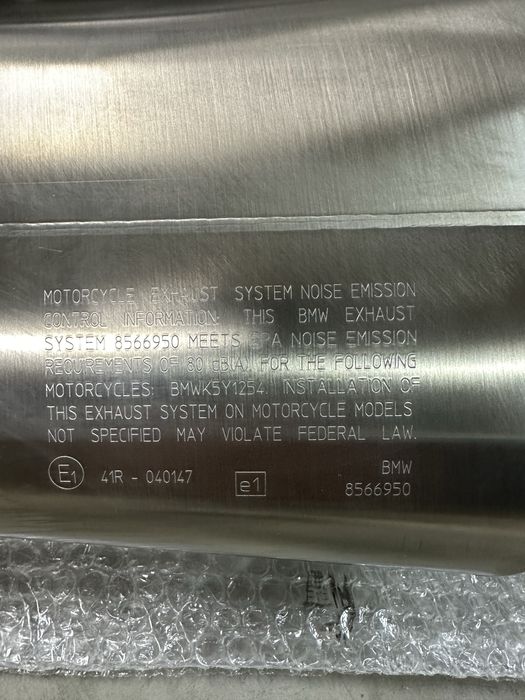 MOTORCYCLE EXHAUST SYSTEM NOISE EMISSION
CONTROL INFORMATION. THIS BMW EXHAUST
SYSTEM 8566950 MEETS EPA NOISE EMISSION
REQUIREMENTS OF 80 dB(A) FOR THE FOLLOWING
MOTORCYCLES: BMWK5Y1254. INSTALLATION OF
THIS EXHAUST SYSTEM ON MOTORCYCLE MODELS
NOT SPECIFIED MAY VIOLATE FEDERAL LAW.
E1 41R - 040147 e1
BMW
8566950